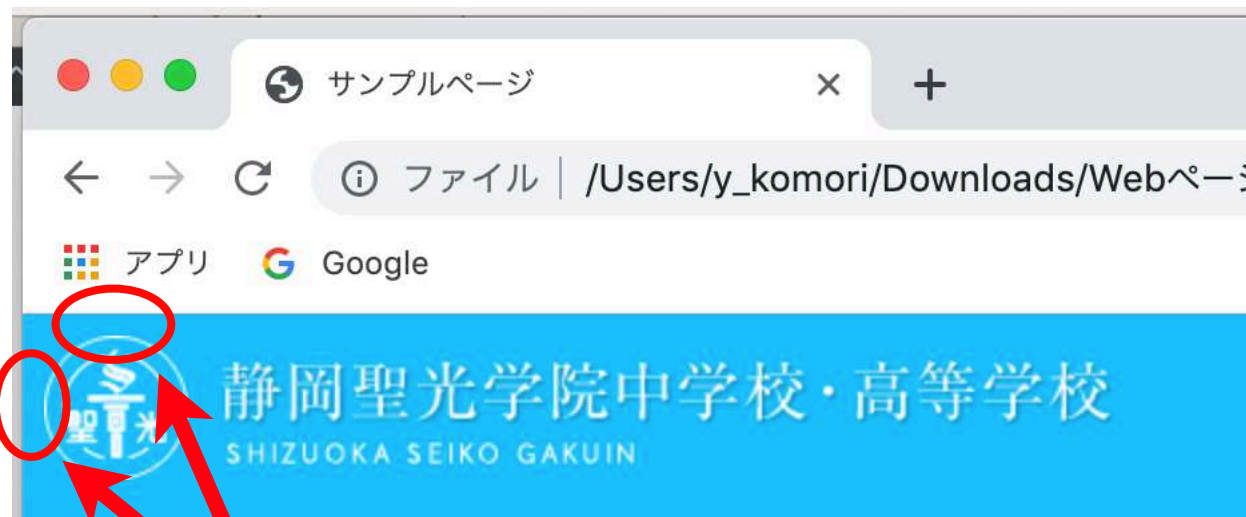 サンプルページ
ファイル | /Users/y_komori/Downloads/Webペー
アプリ Google
聖光
静岡聖光学院中学校・高等学校
SHIZUOKA SEIKO GAKUIN